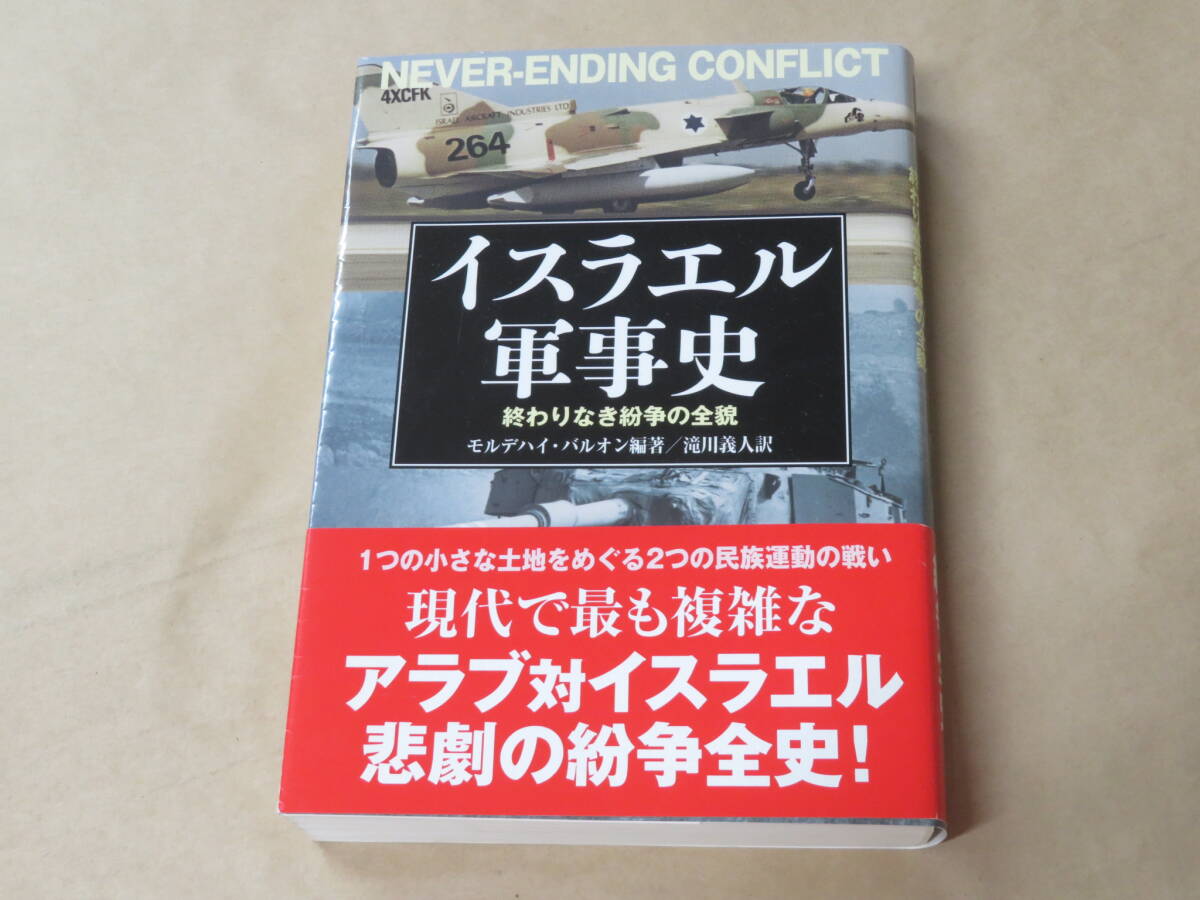 NEVER-ENDING CONFLICT
4XCFK
ISRAEL AIRCRAFT INDUSTRIES LTD
264
イスラエル
軍事史
終わりなき紛争の全貌
モルデハイ・バルオン編著／滝川義人訳
1つの小さな土地をめぐる2つの民族運動の戦い
現代で最も複雑な
アラブ対イスラエル
悲劇の紛争全史!